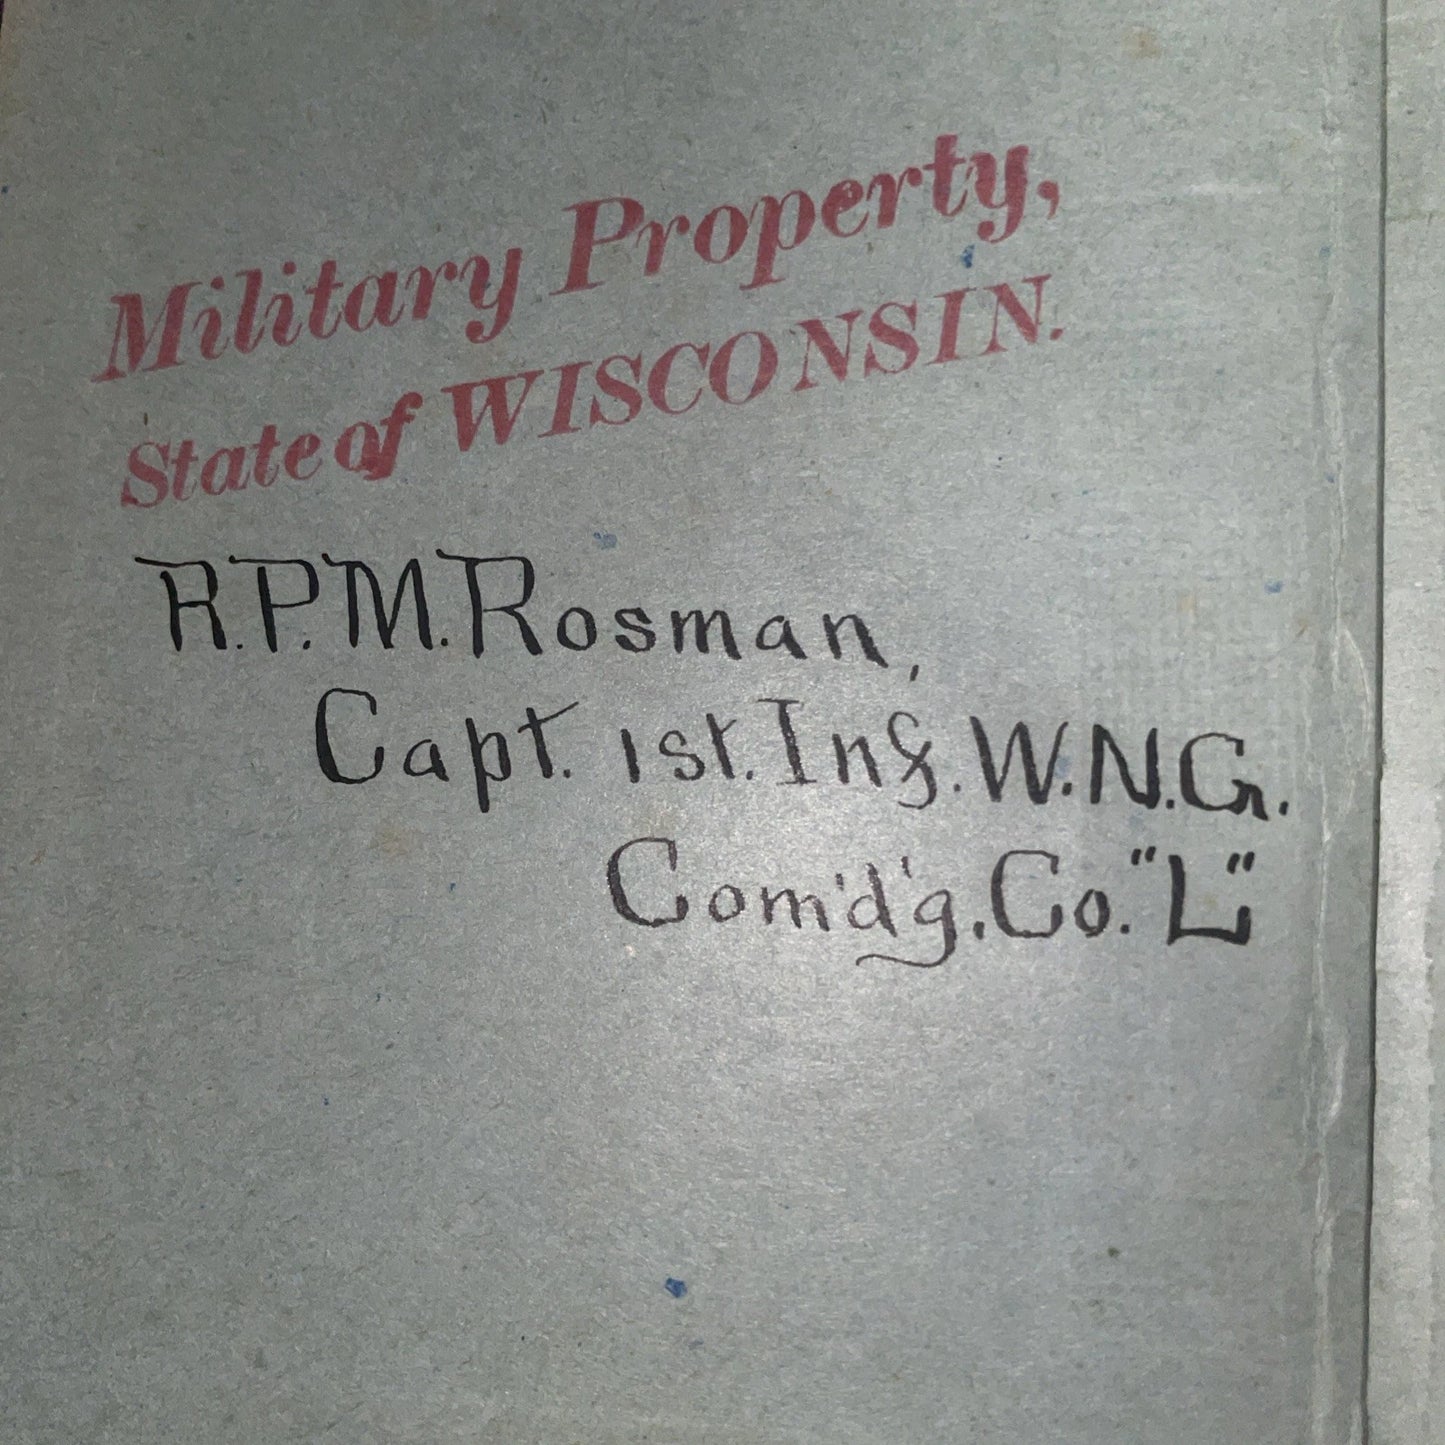 Military Property,
State of WISCONSIN.
R.P.M. Rosman,
Capt. 1st. Inf. W.N.G.
Com'd'g. Co. "L"